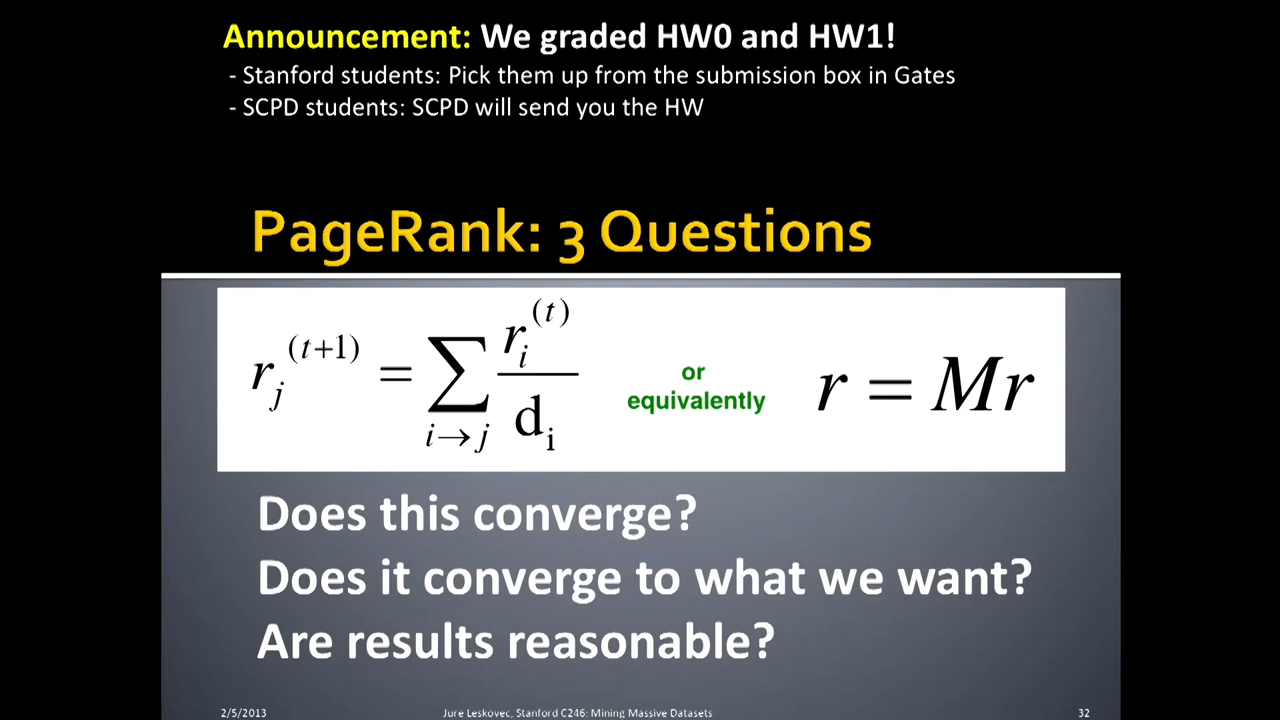 Announcement: We graded HW0 and HW1!
- Stanford students: Pick them up from the submission box in Gates
- SCPD students: SCPD will send you the HW
PageRank: 3 Questions
r_j^{(t+1)} = \sum_{i→j} \frac{r_i^{(t)}}{d_i} or equivalently r = Mr
Does this converge?
Does it converge to what we want?
Are results reasonable?
2/5/2013 Jure Leskovec, Stanford C246: Mining Massive Datasets 32